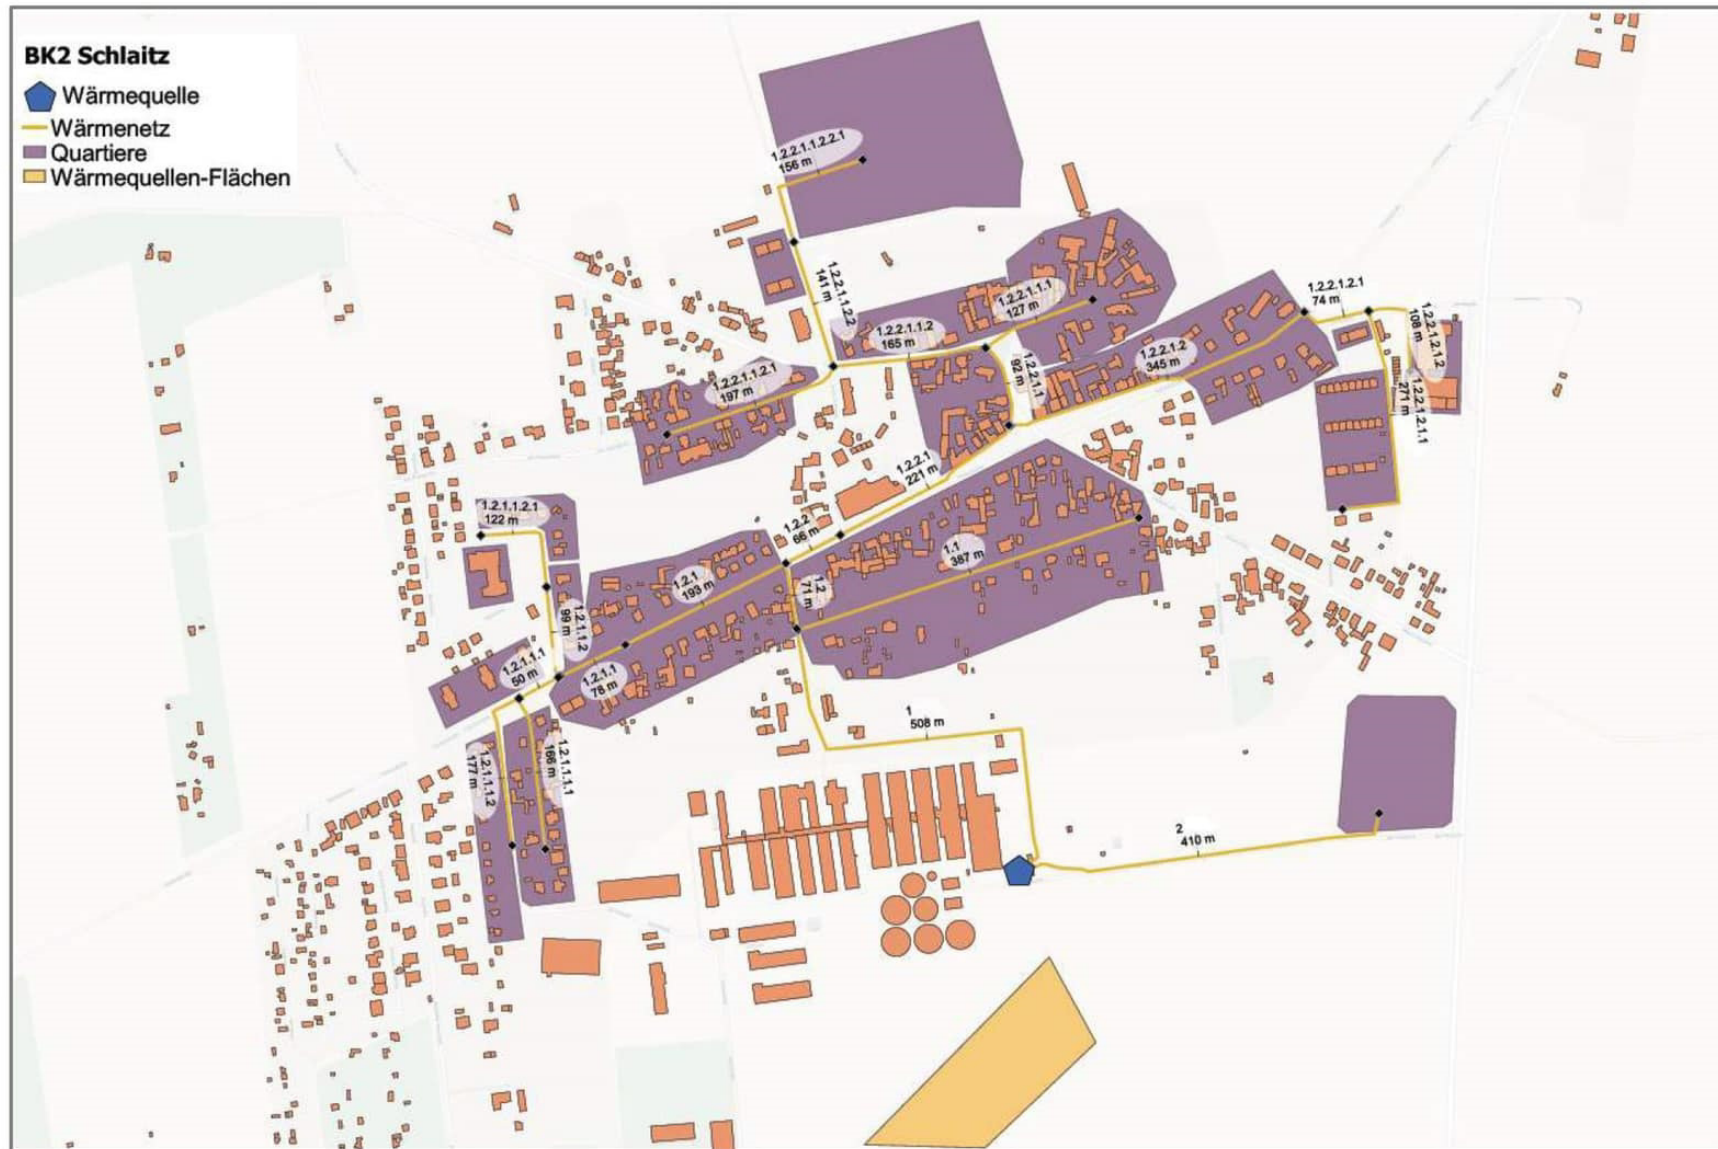 BK2 Schlaitz
Wärmequelle
Wärmenetz
Quartiere
Wärmequellen-Flächen
1.2.2.1.1.2.2.1
156 m
1.2.2.1.1.2.2
141 m
1.2.2.1.1.1
127 m
1.2.2.1.1.2
165 m
1.2.2.1.1.2.1
197 m
1.2.2.1.1
92 m
1.2.2.1.2
345 m
1.2.2.1.2.1
74 m
1.2.2.1.2.1.2
108 m
1.2.2.1.2.1.1
271 m
1.2.2.1
221 m
1.2.2
66 m
1.1
387 m
1.2
71 m
1.2.1
193 m
1.2.1.1.2.1
122 m
1.2.1.1.2
99 m
1.2.1.1
78 m
1.2.1.1.1
50 m
1.2.1.1.1.1
166 m
1.2.1.1.1.2
177 m
1
508 m
2
410 m